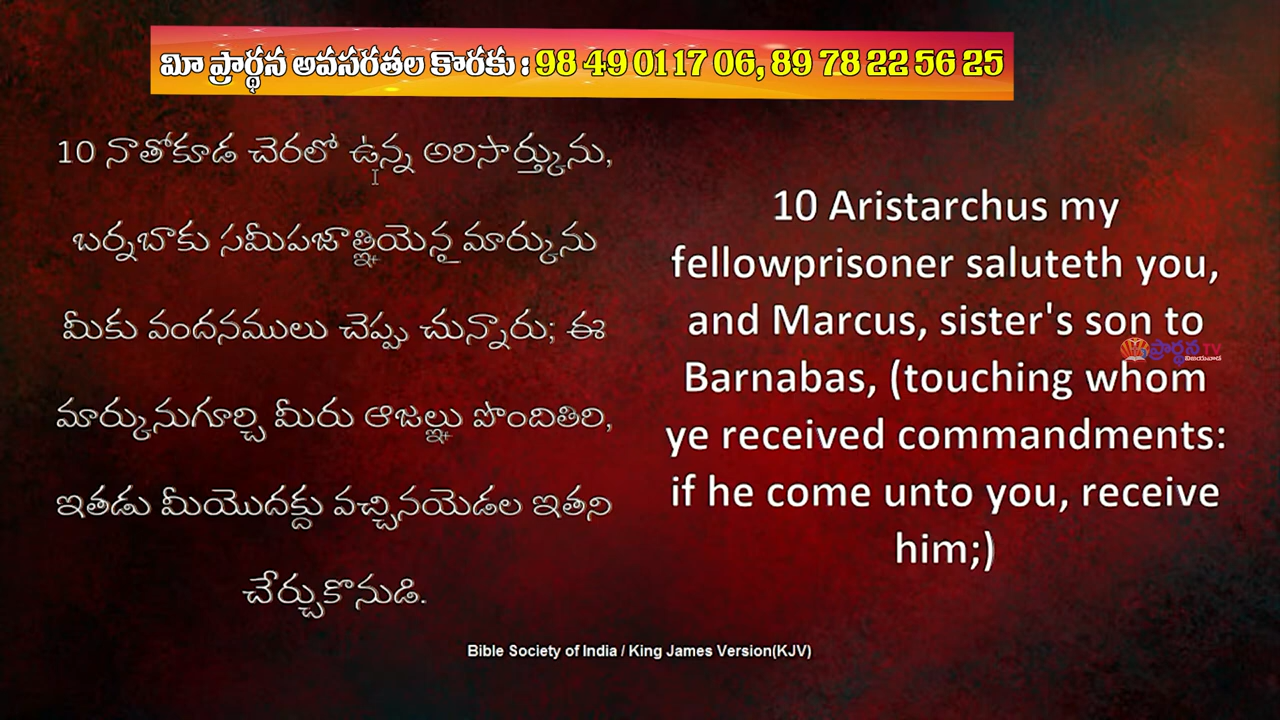 మీ ప్రార్థన అవసరతల కొరకు : 98 49 01 17 06, 89 78 22 56 25
10 నాతోకూడ చెరలో ఉన్న అరిస్తార్కును,
బర్నబాకు సమీపజ్ఞాతియైన మార్కును
మీకు వందనములు చెప్పు చున్నారు; ఈ
మార్కునుగూర్చి మీరు ఆజ్ఞలు పొందితిరి,
ఇతడు మీయొద్దకు వచ్చినయెడల ఇతని
చేర్చుకొనుడి.
10 Aristarchus my
fellowprisoner saluteth you,
and Marcus, sister's son to
Barnabas, (touching whom
ye received commandments:
if he come unto you, receive
him;)
ప్రార్థన TV
విజయవాడ
Bible Society of India / King James Version(KJV)